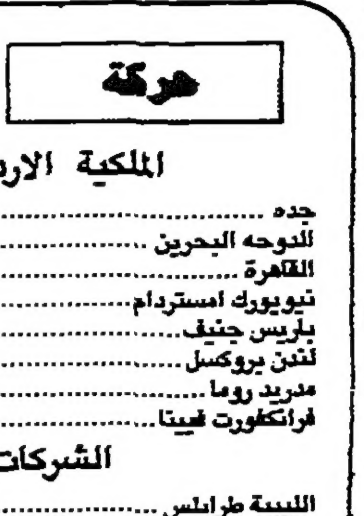 حركة
الملكية الارد
جده
الدوحه البحرين
القاهرة
نيويورك امستردام
باريس جنيف
لندن بروكسل
مدريد روما
فرانكفورت فيينا
الشركات
الليبية طرابلس